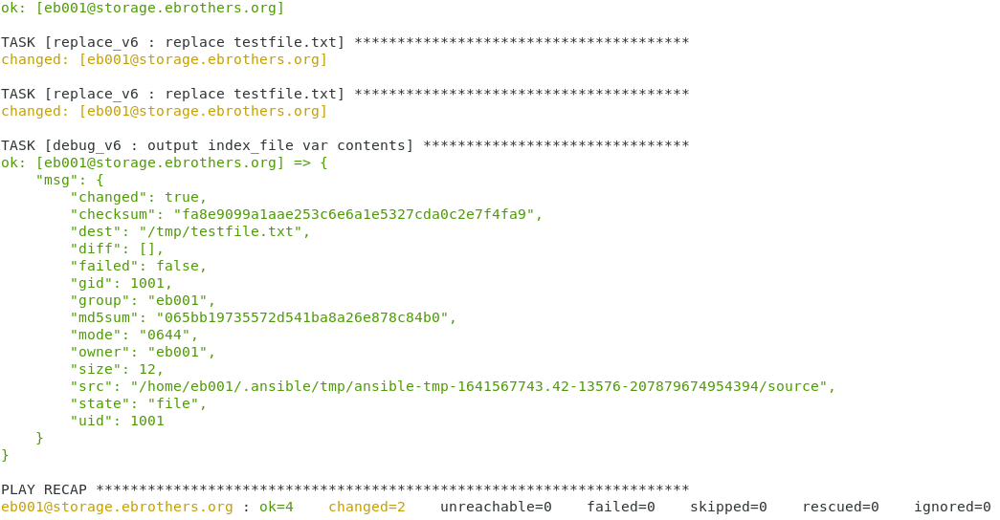 ok: [eb001@storage.ebrothers.org]

TASK [replace_v6 : replace testfile.txt] ***************************************
changed: [eb001@storage.ebrothers.org]

TASK [replace_v6 : replace testfile.txt] ***************************************
changed: [eb001@storage.ebrothers.org]

TASK [debug_v6 : output index_file var contents] *******************************
ok: [eb001@storage.ebrothers.org] => {
    "msg": {
        "changed": true,
        "checksum": "fa8e9099a1aae253c6e6a1e5327cda0c2e7f4fa9",
        "dest": "/tmp/testfile.txt",
        "diff": [],
        "failed": false,
        "gid": 1001,
        "group": "eb001",
        "md5sum": "065bb19735572d541ba8a26e878c84b0",
        "mode": "0644",
        "owner": "eb001",
        "size": 12,
        "src": "/home/eb001/.ansible/tmp/ansible-tmp-1641567743.42-13576-207879674954394/source",
        "state": "file",
        "uid": 1001
    }
}

PLAY RECAP *********************************************************************
eb001@storage.ebrothers.org : ok=4    changed=2    unreachable=0    failed=0    skipped=0    rescued=0    ignored=0